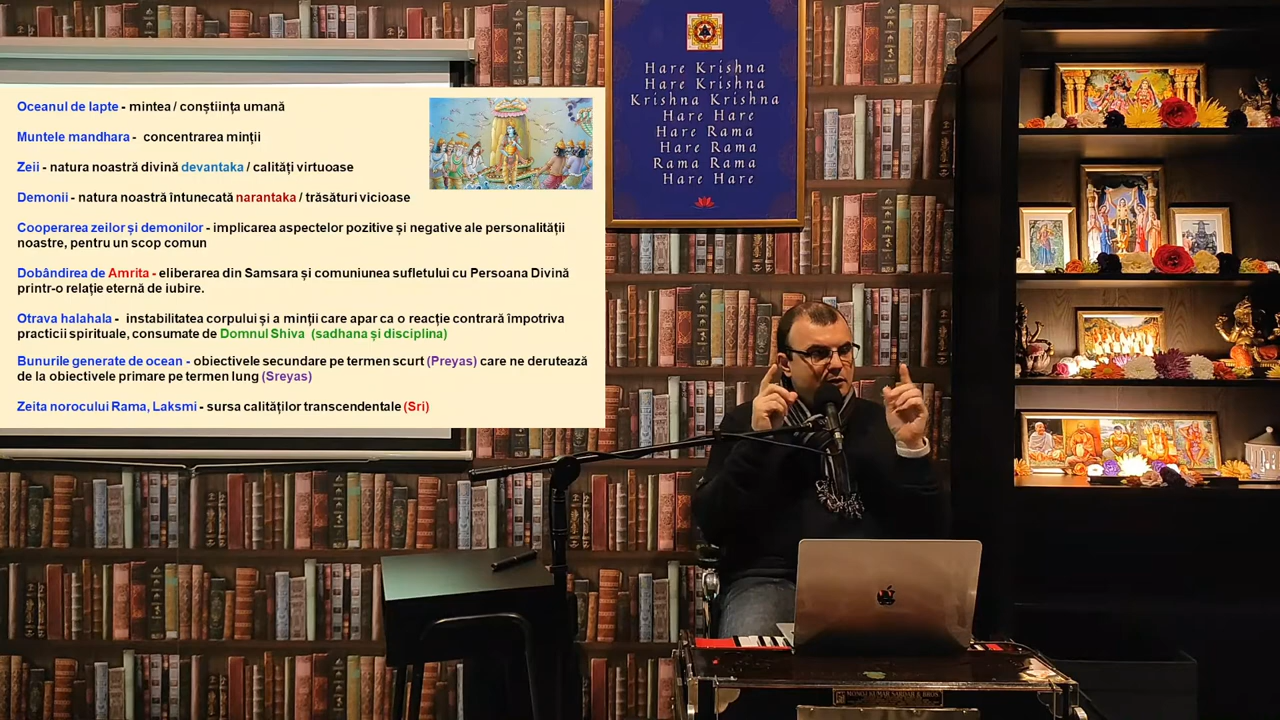 Oceanul de lapte - mintea / conștiința umană
Muntele mandhara - concentrarea minții
Zeii - natura noastră divină devantaka / calități virtuoase
Demonii - natura noastră întunecată narantaka / trăsături vicioase
Cooperarea zeilor și demonilor - implicarea aspectelor pozitive și negative ale personalității
noastre, pentru un scop comun
Dobândirea de Amrita - eliberarea din Samsara și comuniunea sufletului cu Persoana Divină
printr-o relație eternă de iubire.
Otrava halahala - instabilitatea corpului și a minții care apar ca o reacție contrară împotriva
practicii spirituale, consumate de Domnul Shiva (sadhana și disciplina)
Bunurile generate de ocean - obiectivele secundare pe termen scurt (Preyas) care ne derutează
de la obiectivele primare pe termen lung (Sreyas)
Zeita norocului Rama, Laksmi - sursa calităților transcendentale (Sri)
Hare Krishna
Hare Krishna
Krishna Krishna
Hare Hare
Hare Rama
Hare Rama
Rama Rama
Hare Hare